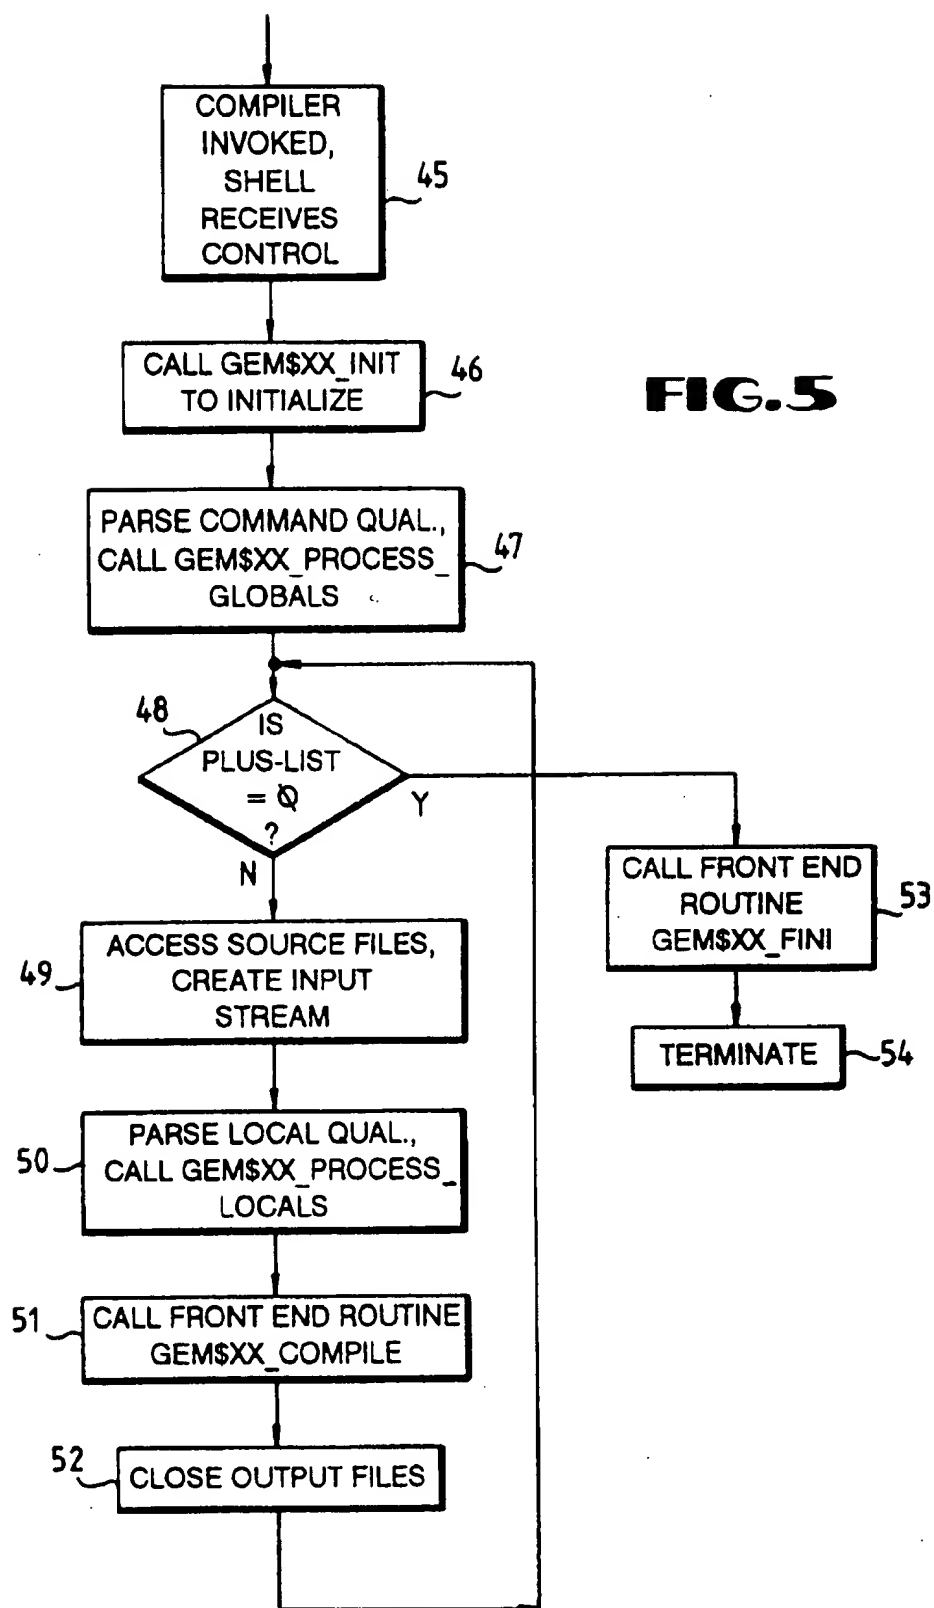 COMPILER
INVOKED,
SHELL
RECEIVES
CONTROL
45
CALL GEM$XX_INIT
TO INITIALIZE
46
FIG.5
PARSE COMMAND QUAL.,
CALL GEM$XX_PROCESS_
GLOBALS
47
48
IS
PLUS-LIST
= Ø
?
Y
N
CALL FRONT END
ROUTINE
GEM$XX_FINI
53
TERMINATE
54
49
ACCESS SOURCE FILES,
CREATE INPUT
STREAM
50
PARSE LOCAL QUAL.,
CALL GEM$XX_PROCESS_
LOCALS
51
CALL FRONT END ROUTINE
GEM$XX_COMPILE
52
CLOSE OUTPUT FILES